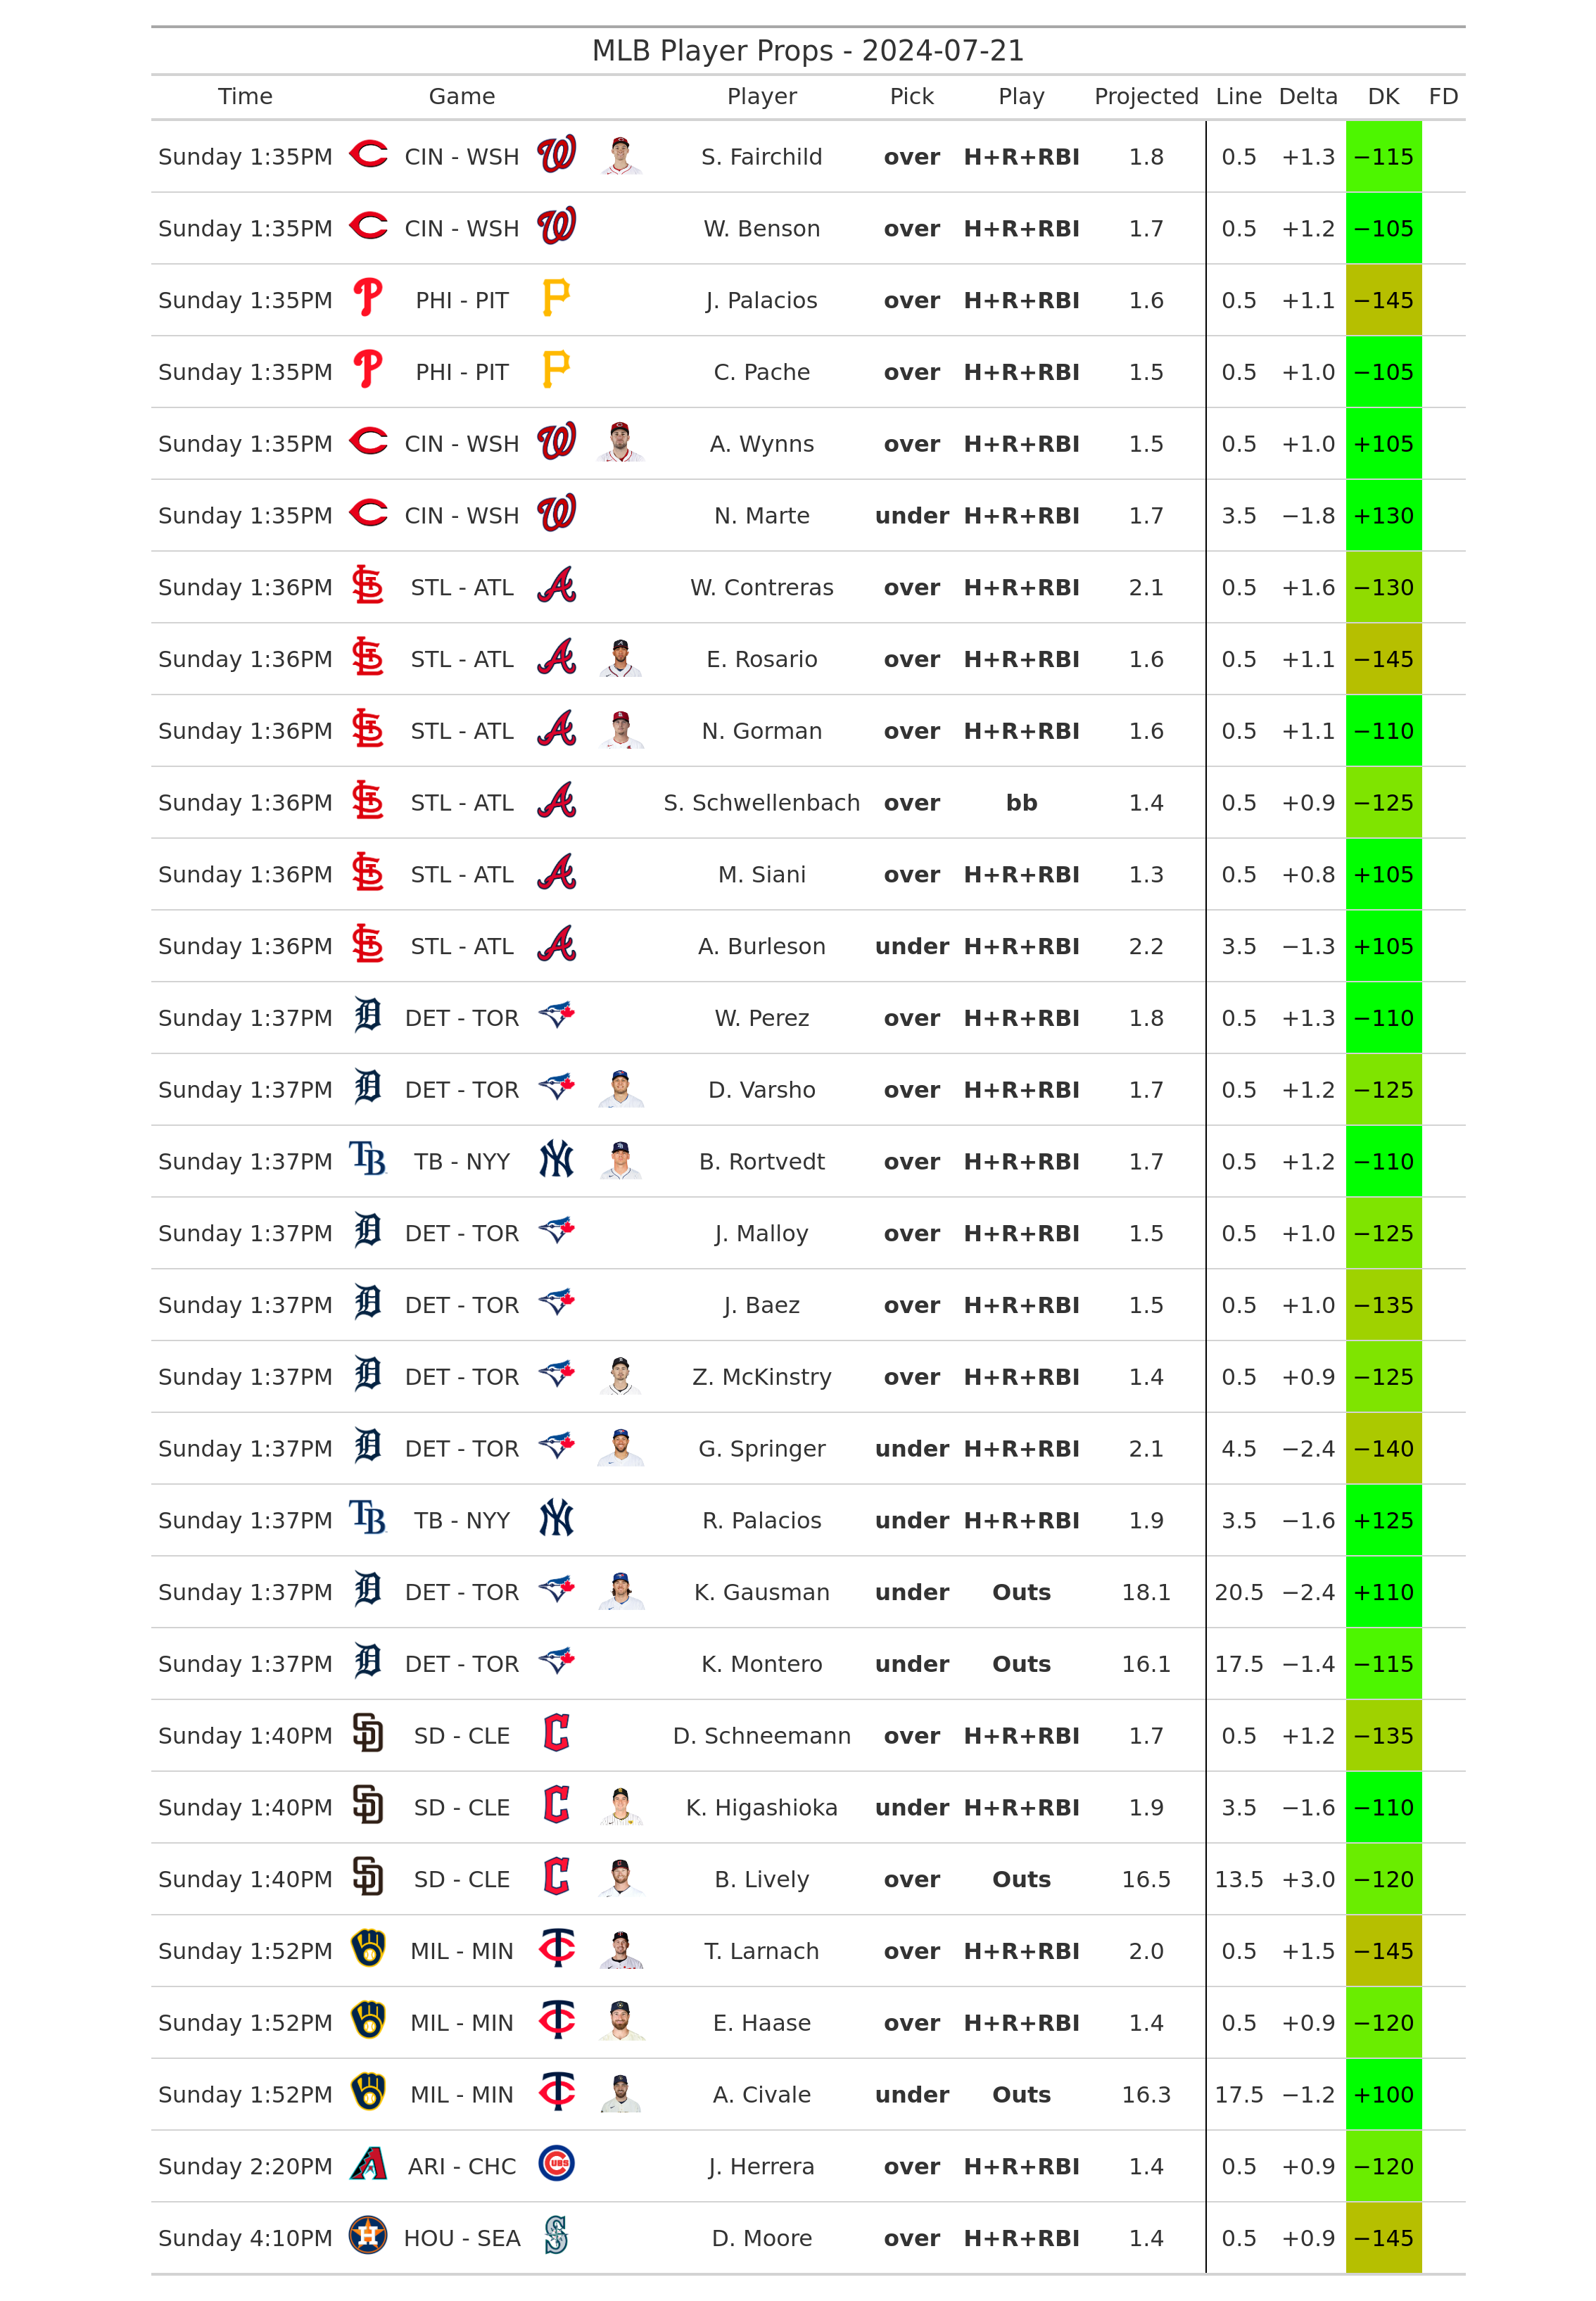 MLB Player Props - 2024-07-21
Time Game Player Pick Play Projected Line Delta DK FD
Sunday 1:35PM CIN - WSH S. Fairchild over H+R+RBI 1.8 0.5 +1.3 −115
Sunday 1:35PM CIN - WSH W. Benson over H+R+RBI 1.7 0.5 +1.2 −105
Sunday 1:35PM PHI - PIT J. Palacios over H+R+RBI 1.6 0.5 +1.1 −145
Sunday 1:35PM PHI - PIT C. Pache over H+R+RBI 1.5 0.5 +1.0 −105
Sunday 1:35PM CIN - WSH A. Wynns over H+R+RBI 1.5 0.5 +1.0 +105
Sunday 1:35PM CIN - WSH N. Marte under H+R+RBI 1.7 3.5 −1.8 +130
Sunday 1:36PM STL - ATL W. Contreras over H+R+RBI 2.1 0.5 +1.6 −130
Sunday 1:36PM STL - ATL E. Rosario over H+R+RBI 1.6 0.5 +1.1 −145
Sunday 1:36PM STL - ATL N. Gorman over H+R+RBI 1.6 0.5 +1.1 −110
Sunday 1:36PM STL - ATL S. Schwellenbach over bb 1.4 0.5 +0.9 −125
Sunday 1:36PM STL - ATL M. Siani over H+R+RBI 1.3 0.5 +0.8 +105
Sunday 1:36PM STL - ATL A. Burleson under H+R+RBI 2.2 3.5 −1.3 +105
Sunday 1:37PM DET - TOR W. Perez over H+R+RBI 1.8 0.5 +1.3 −110
Sunday 1:37PM DET - TOR D. Varsho over H+R+RBI 1.7 0.5 +1.2 −125
Sunday 1:37PM TB - NYY B. Rortvedt over H+R+RBI 1.7 0.5 +1.2 −110
Sunday 1:37PM DET - TOR J. Malloy over H+R+RBI 1.5 0.5 +1.0 −125
Sunday 1:37PM DET - TOR J. Baez over H+R+RBI 1.5 0.5 +1.0 −135
Sunday 1:37PM DET - TOR Z. McKinstry over H+R+RBI 1.4 0.5 +0.9 −125
Sunday 1:37PM DET - TOR G. Springer under H+R+RBI 2.1 4.5 −2.4 −140
Sunday 1:37PM TB - NYY R. Palacios under H+R+RBI 1.9 3.5 −1.6 +125
Sunday 1:37PM DET - TOR K. Gausman under Outs 18.1 20.5 −2.4 +110
Sunday 1:37PM DET - TOR K. Montero under Outs 16.1 17.5 −1.4 −115
Sunday 1:40PM SD - CLE D. Schneemann over H+R+RBI 1.7 0.5 +1.2 −135
Sunday 1:40PM SD - CLE K. Higashioka under H+R+RBI 1.9 3.5 −1.6 −110
Sunday 1:40PM SD - CLE B. Lively over Outs 16.5 13.5 +3.0 −120
Sunday 1:52PM MIL - MIN T. Larnach over H+R+RBI 2.0 0.5 +1.5 −145
Sunday 1:52PM MIL - MIN E. Haase over H+R+RBI 1.4 0.5 +0.9 −120
Sunday 1:52PM MIL - MIN A. Civale under Outs 16.3 17.5 −1.2 +100
Sunday 2:20PM ARI - CHC J. Herrera over H+R+RBI 1.4 0.5 +0.9 −120
Sunday 4:10PM HOU - SEA D. Moore over H+R+RBI 1.4 0.5 +0.9 −145